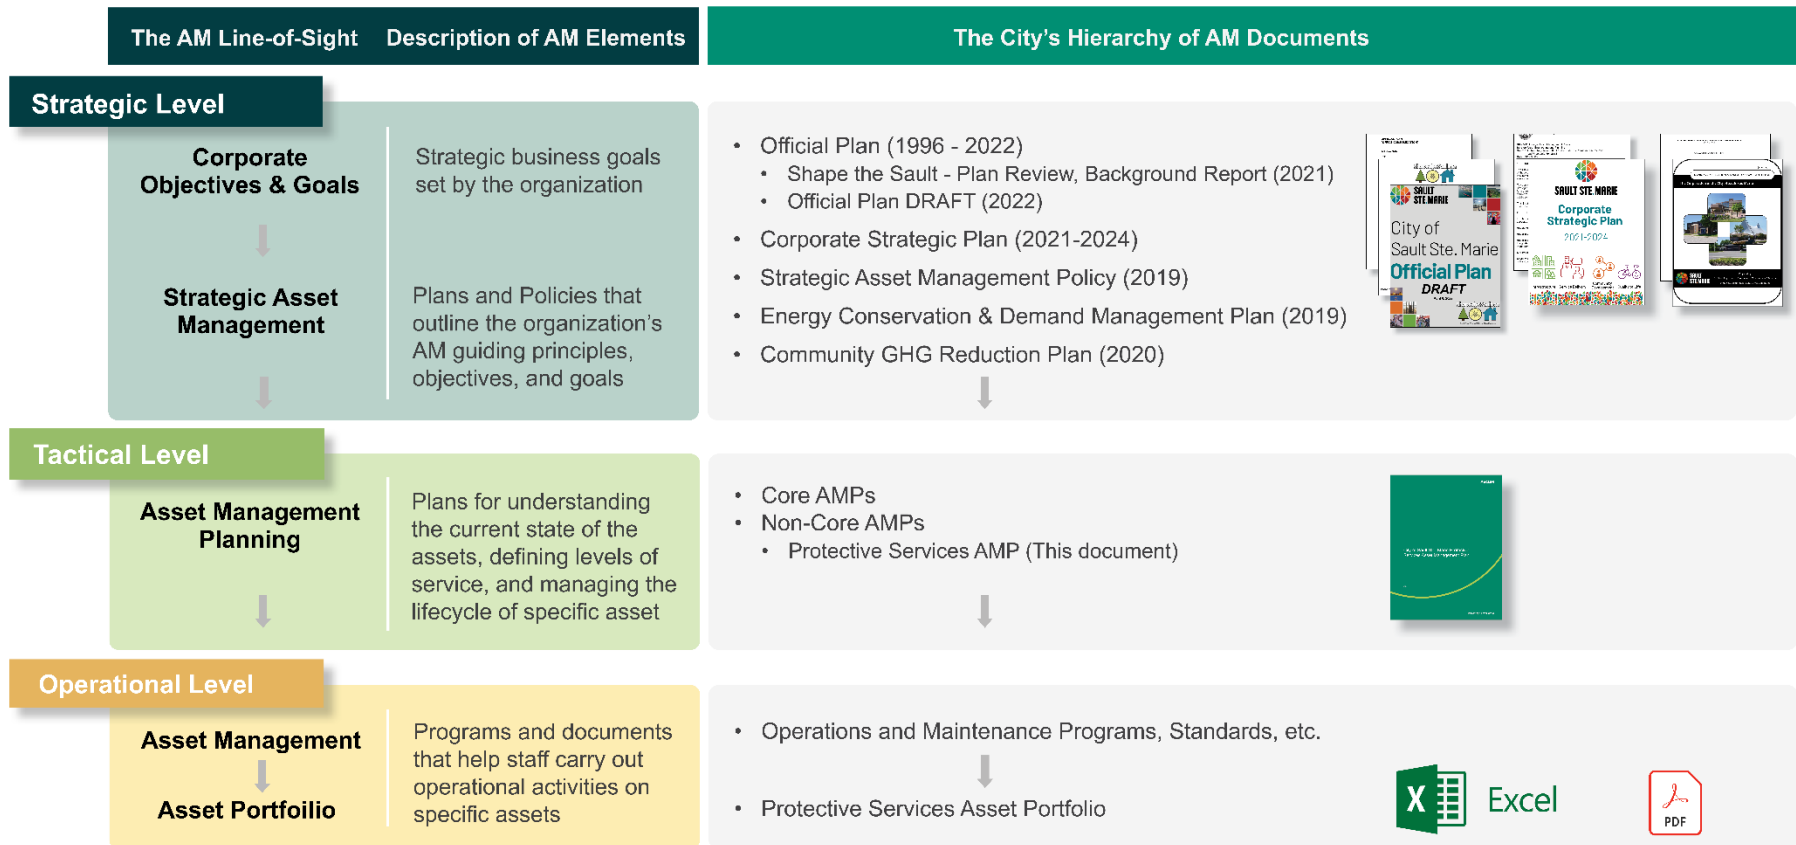 The AM Line-of-Sight
Description of AM Elements
The City's Hierarchy of AM Documents
Strategic Level
Corporate
Objectives & Goals
Strategic business goals
set by the organization
Strategic Asset
Management
Plans and Policies that
outline the organization's
AM guiding principles,
objectives, and goals
• Official Plan (1996 - 2022)
• Shape the Sault - Plan Review, Background Report (2021)
• Official Plan DRAFT (2022)
• Corporate Strategic Plan (2021-2024)
• Strategic Asset Management Policy (2019)
• Energy Conservation & Demand Management Plan (2019)
• Community GHG Reduction Plan (2020)
SAULT
STE.MARIE
City of
Sault Ste. Marie
Official Plan
DRAFT
SAULT STE.MARIE
Corporate
Strategic Plan
2021-2024
SAULT
STE.MARIE
Tactical Level
Asset Management
Planning
Plans for understanding
the current state of the
assets, defining levels of
service, and managing the
lifecycle of specific asset
• Core AMPs
• Non-Core AMPs
• Protective Services AMP (This document)
Operational Level
Asset Management
Asset Portfoilio
Programs and documents
that help staff carry out
operational activities on
specific assets
• Operations and Maintenance Programs, Standards, etc.
• Protective Services Asset Portfolio
X
Excel
PDF